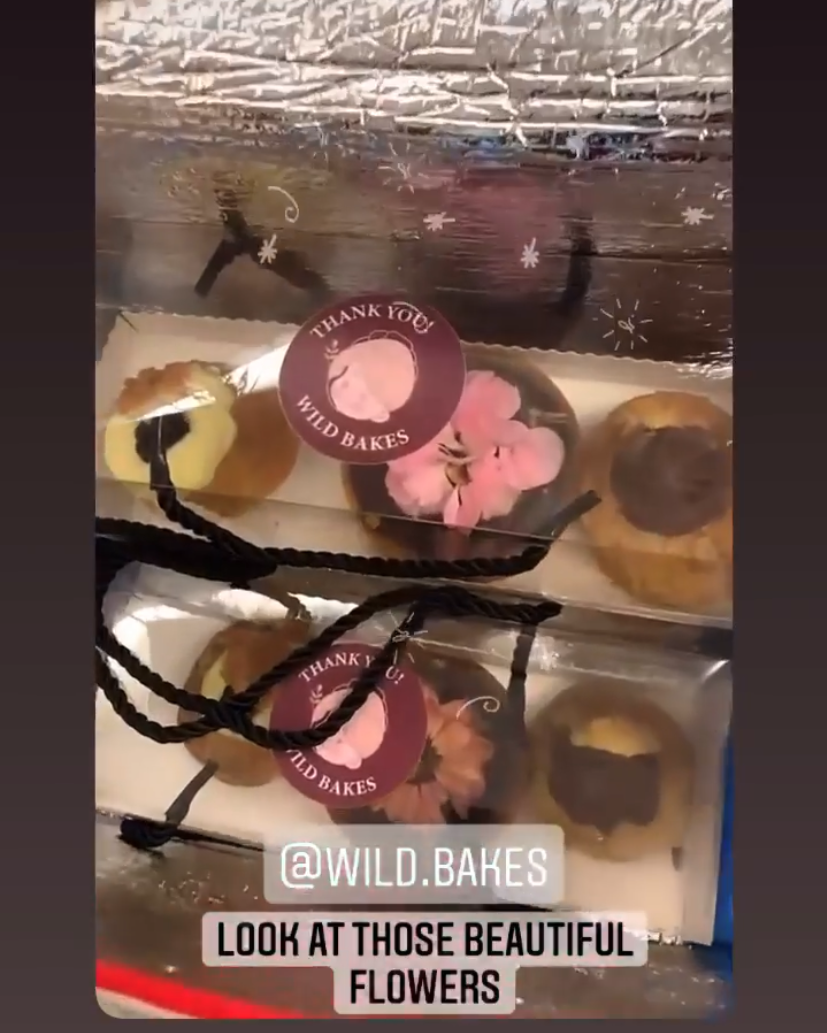 THANK YOU!
WILD BAKES
THANK YOU!
WILD BAKES
@WILD.BAKES
LOOK AT THOSE BEAUTIFUL
FLOWERS